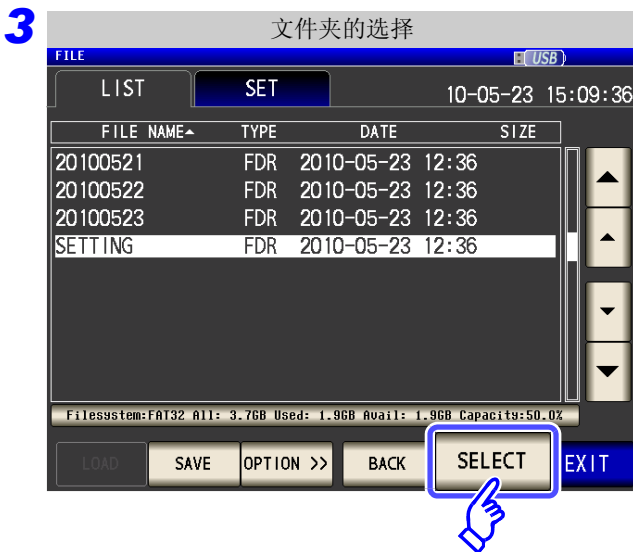 3
文件夹的选择
FILE USB
LIST SET 10-05-23 15:09:36
FILE NAME▲ TYPE DATE SIZE
20100521 FDR 2010-05-23 12:36
20100522 FDR 2010-05-23 12:36
20100523 FDR 2010-05-23 12:36
SETTING FDR 2010-05-23 12:36
Filesystem:FAT32 All: 3.7GB Used: 1.9GB Avail: 1.9GB Capacity:50.0%
LOAD SAVE OPTION >> BACK SELECT EXIT